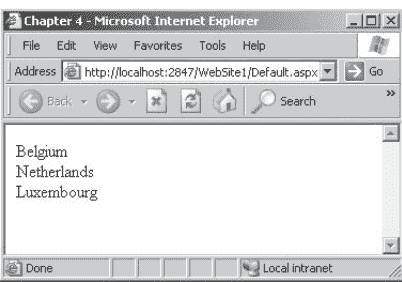 Chapter 4 - Microsoft Internet Explorer
File Edit View Favorites Tools Help
Address http://localhost:2847/WebSite1/Default.aspx Go
Back Search »
Belgium
Netherlands
Luxembourg
Done Local intranet